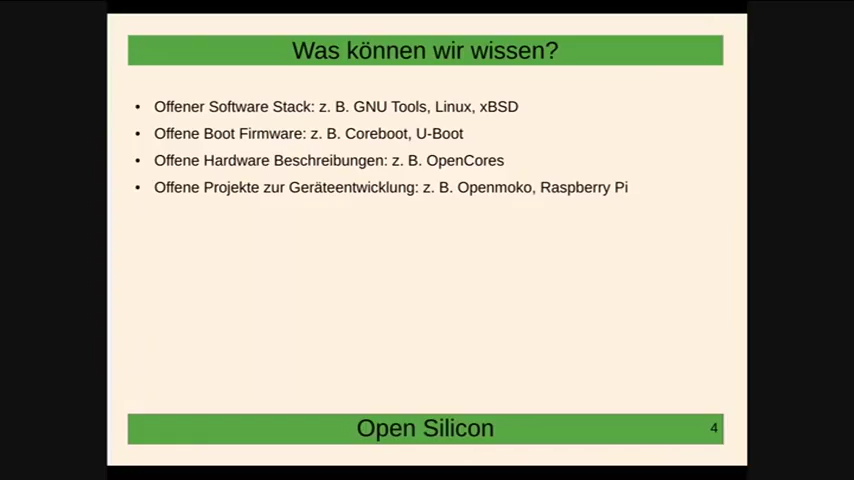 Was können wir wissen?
• Offener Software Stack: z. B. GNU Tools, Linux, xBSD
• Offene Boot Firmware: z. B. Coreboot, U-Boot
• Offene Hardware Beschreibungen: z. B. OpenCores
• Offene Projekte zur Geräteentwicklung: z. B. Openmoko, Raspberry Pi
Open Silicon
4